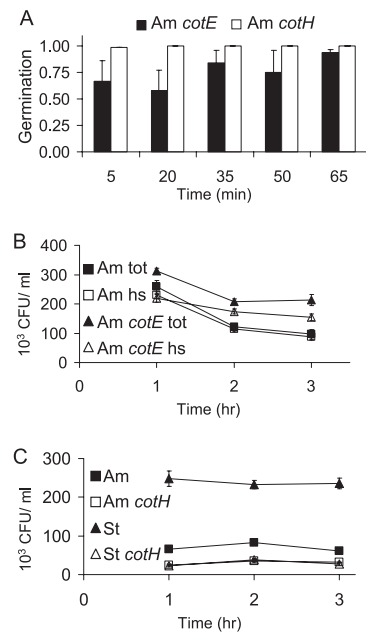 A
Am cotE Am cotH
Germination
1.00
0.75
0.50
0.25
0.00
5 20 35 50 65
Time (min)
B
10³ CFU/ ml
400
300
200
100
0
Am tot
Am hs
Am cotE tot
Am cotE hs
0 1 2 3
Time (hr)
C
10³ CFU/ ml
300
200
100
0
Am
Am cotH
St
St cotH
0 1 2 3
Time (hr)